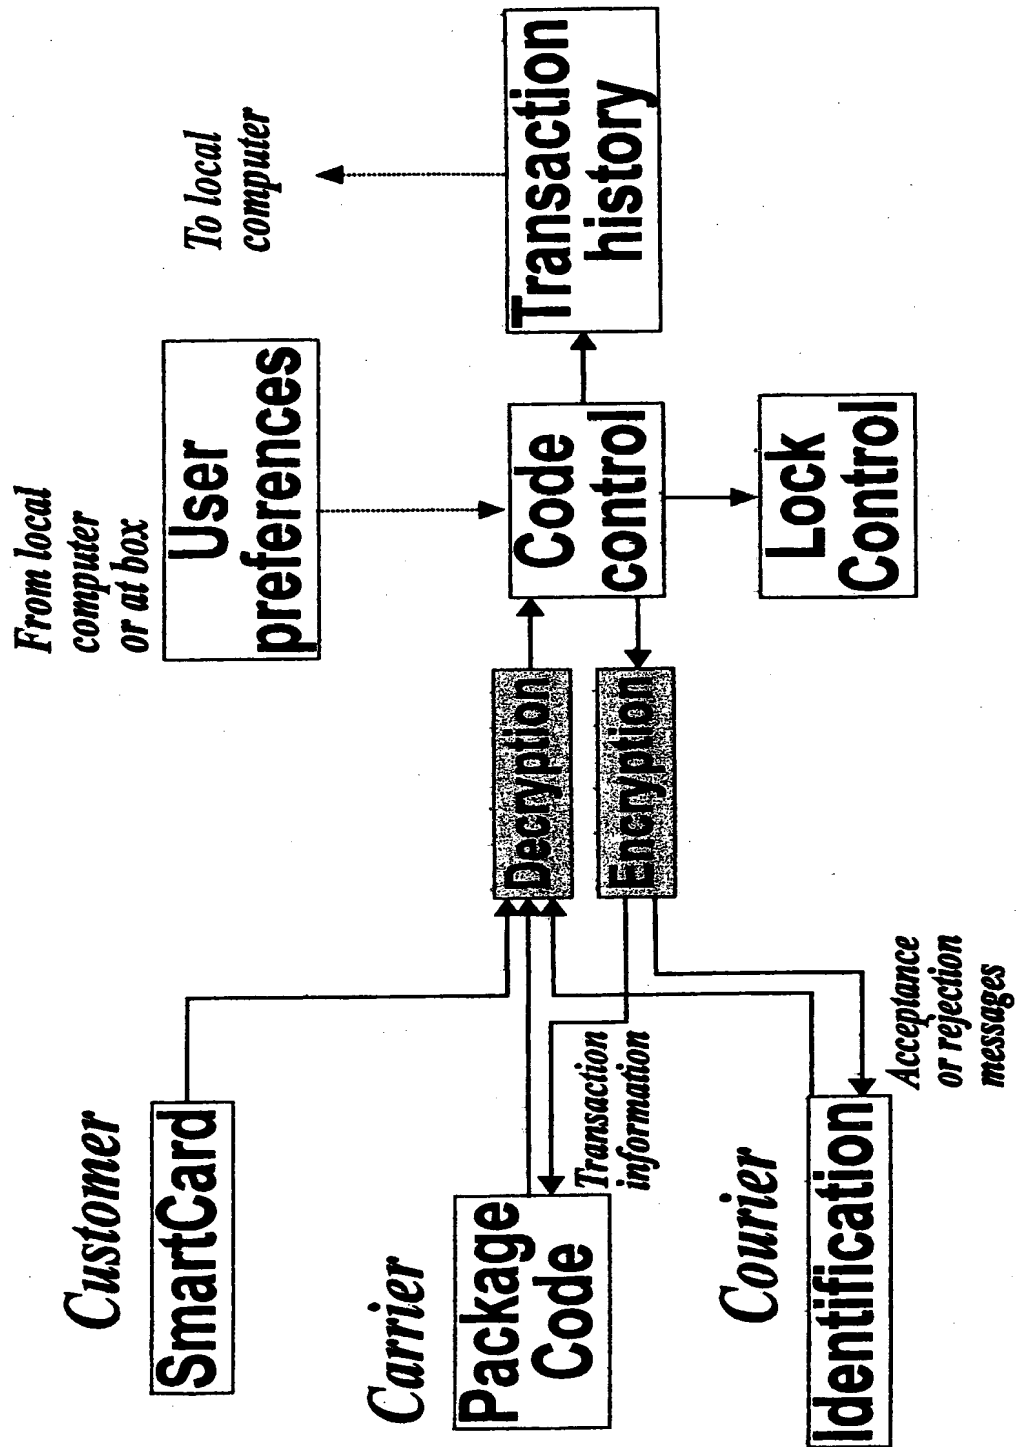 From local
computer
or at box
User
preferences
To local
computer
Customer
SmartCard
Carrier
Package
Code
Transaction
information
Decryption
Encryption
Code
control
Transaction
history
Lock
Control
Courier
Identification
Acceptance
or rejection
messages